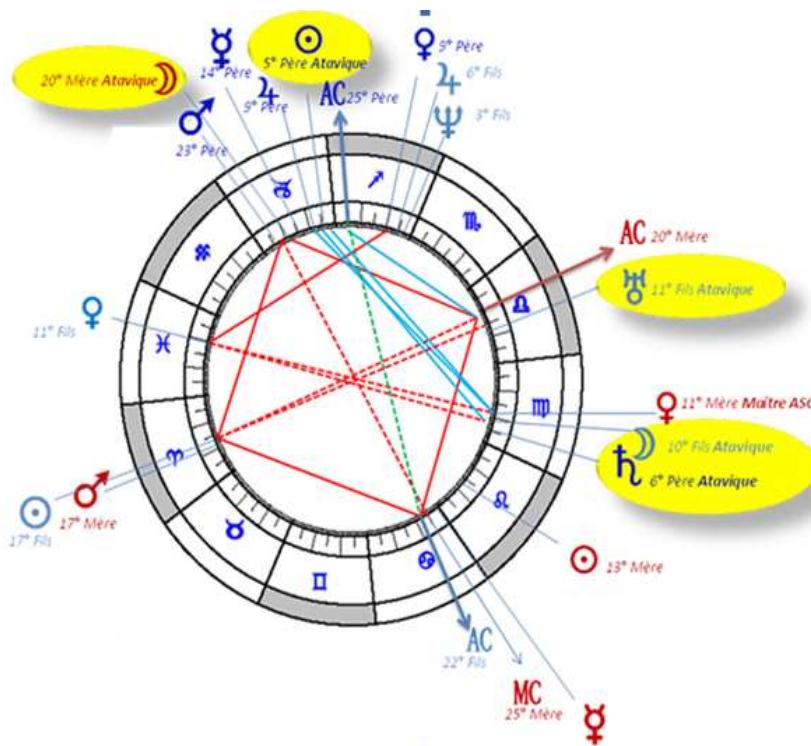 20° Mère Atavique
14° Père
5° Père Atavique
9° Père
AC 25° Père
23° Père
9° Père
6° Fils
3° Fils
AC 20° Mère
11° Fils Atavique
11° Fils
11° Mère Maître ASC
10° Fils Atavique
6° Père Atavique
17° Mère
17° Fils
13° Mère
AC
22° Fils
MC
25° Mère